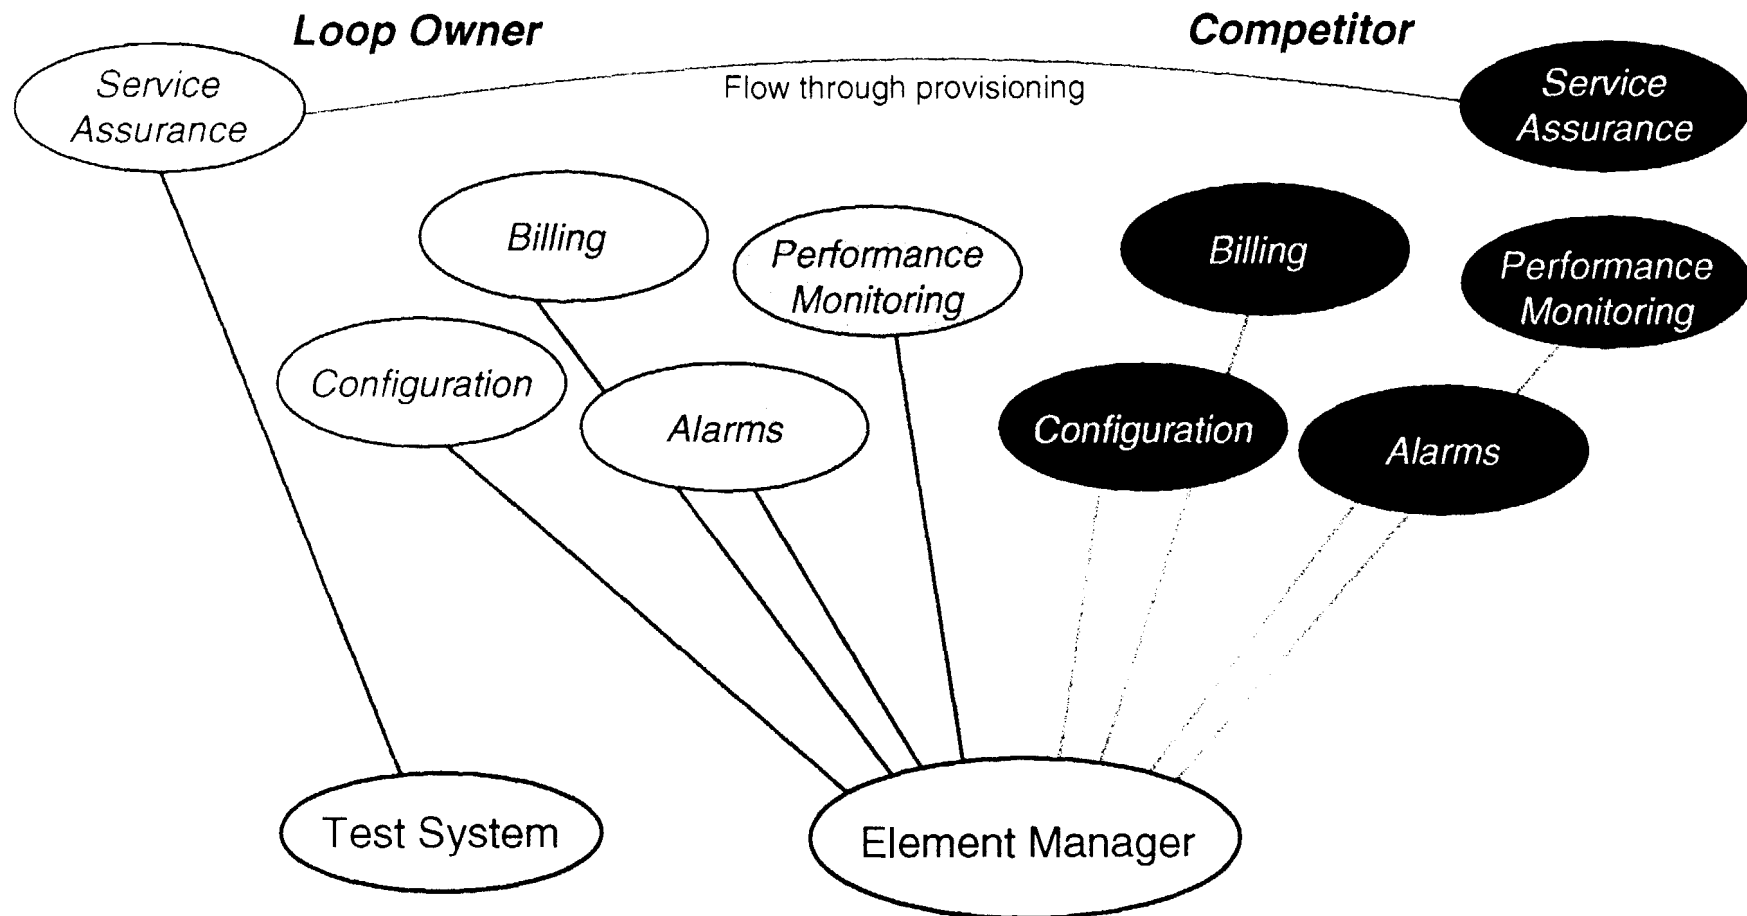 Loop Owner
Competitor
Service
Assurance
Flow through provisioning
Service
Assurance
Billing
Performance
Monitoring
Billing
Performance
Monitoring
Configuration
Alarms
Configuration
Alarms
Test System
Element Manager